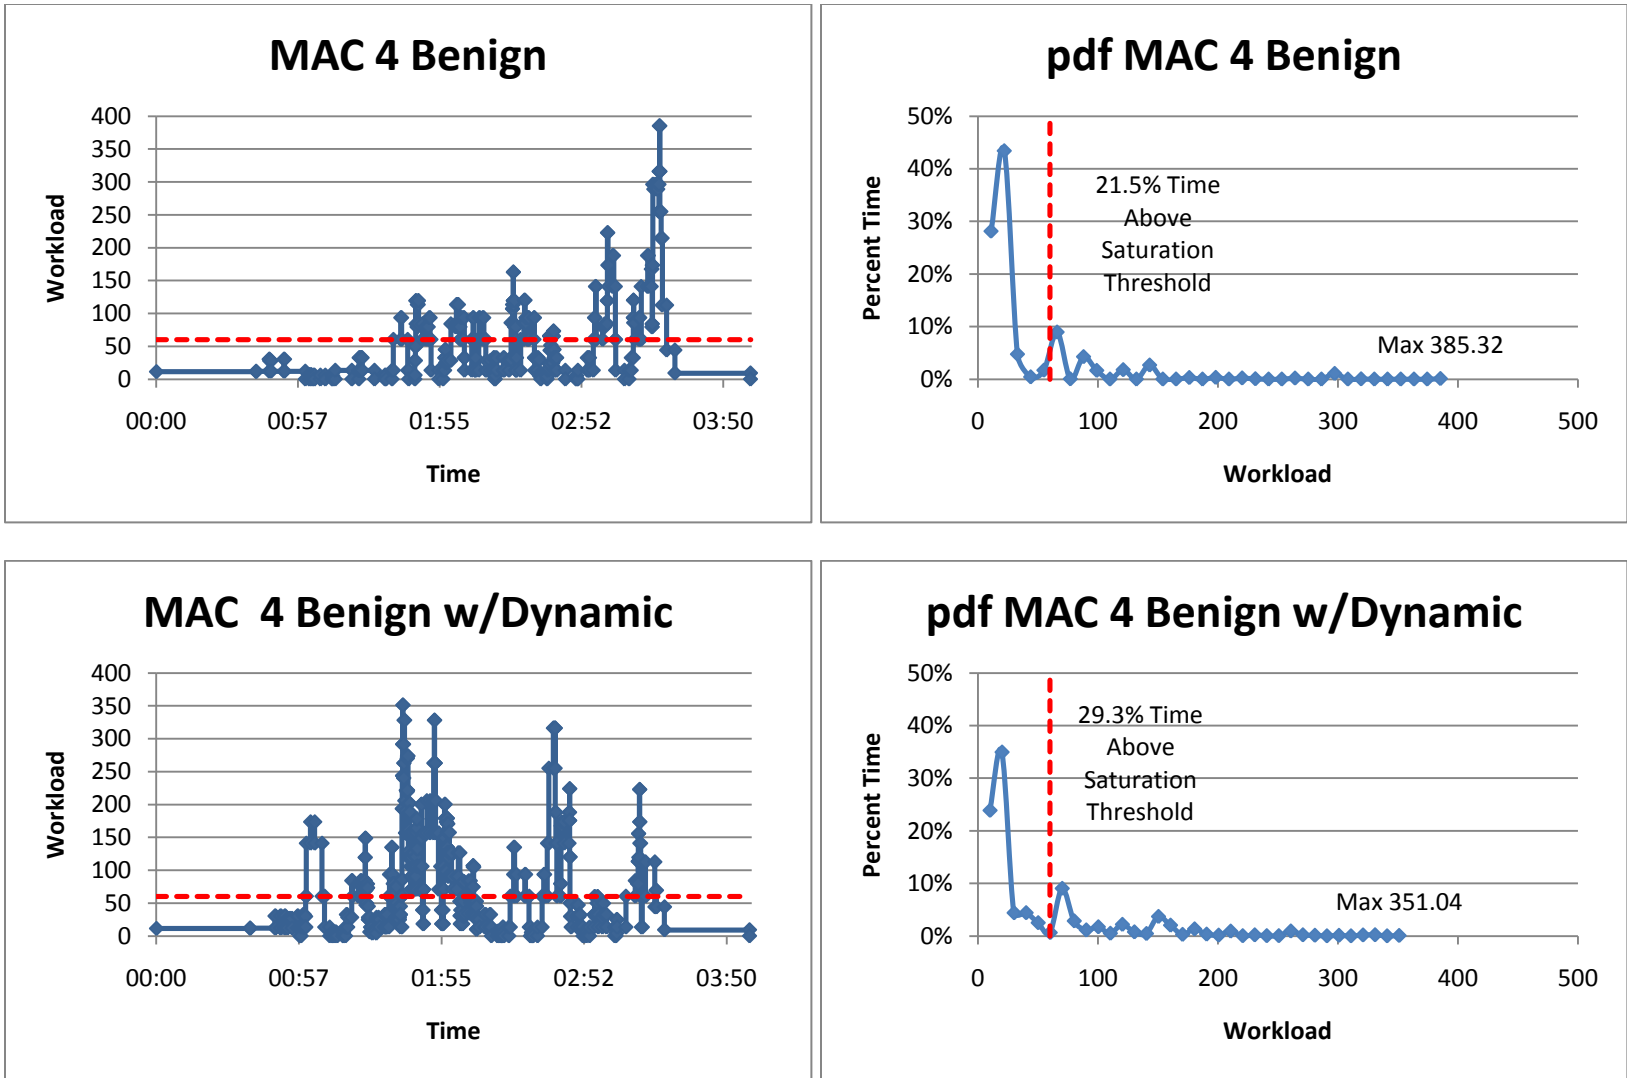 MAC 4 Benign
400
350
300
250
200
150
100
50
0
Workload
00:00 00:57 01:55 02:52 03:50
Time
pdf MAC 4 Benign
50%
40%
30%
20%
10%
0%
Percent Time
21.5% Time
Above
Saturation
Threshold
Max 385.32
0 100 200 300 400 500
Workload
MAC 4 Benign w/Dynamic
400
350
300
250
200
150
100
50
0
Workload
00:00 00:57 01:55 02:52 03:50
Time
pdf MAC 4 Benign w/Dynamic
50%
40%
30%
20%
10%
0%
Percent Time
29.3% Time
Above
Saturation
Threshold
Max 351.04
0 100 200 300 400 500
Workload